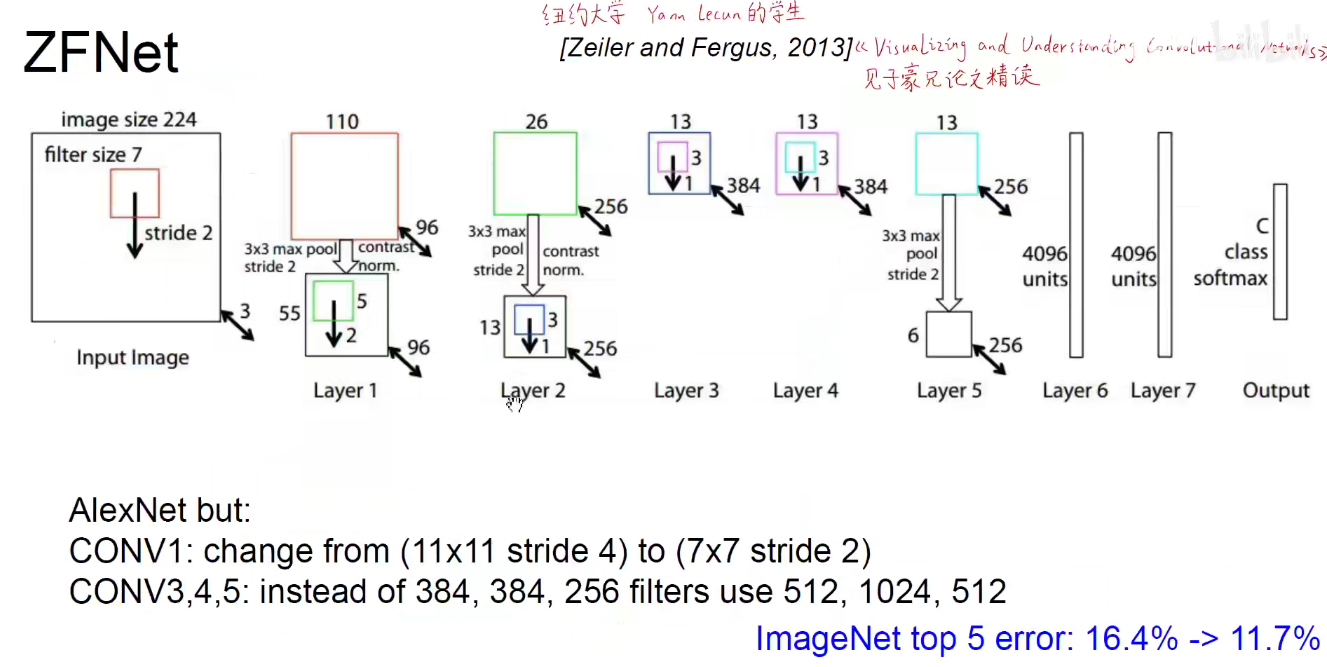 纽约大学 Yann Lecun的学生
ZFNet
[Zeiler and Fergus, 2013]《Visualizing and Understanding Convolutional Networks》
见子豪兄论文精读
bilibili
image size 224
110
26
13
13
13
filter size 7
stride 2
3
Input Image
96
3x3 max pool
stride 2
contrast
norm.
55
5
2
96
Layer 1
256
3x3 max
pool
stride 2
contrast
norm.
13
3
1
256
Layer 2
3
1
384
Layer 3
3
1
384
Layer 4
256
3x3 max
pool
stride 2
6
256
Layer 5
4096
units
Layer 6
4096
units
Layer 7
C
class
softmax
Output
AlexNet but:
CONV1: change from (11x11 stride 4) to (7x7 stride 2)
CONV3,4,5: instead of 384, 384, 256 filters use 512, 1024, 512
ImageNet top 5 error: 16.4% -> 11.7%